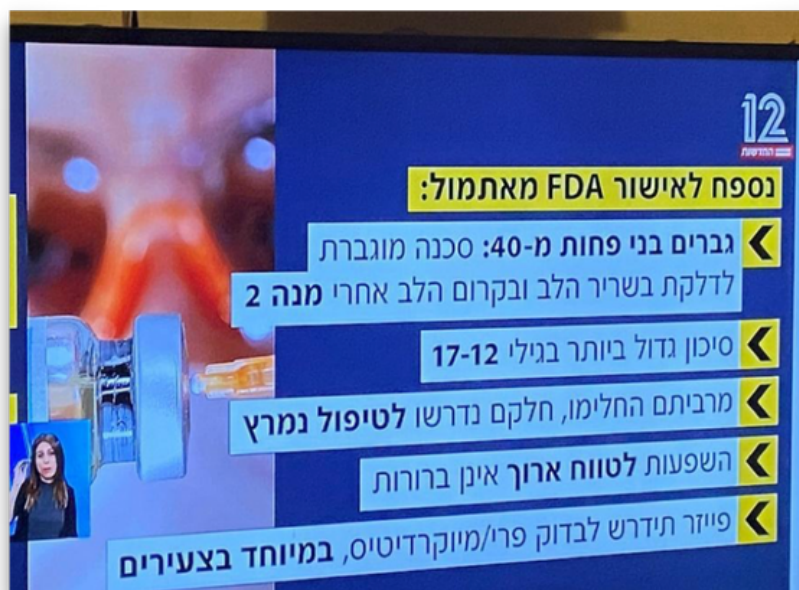 12
החדשות
נספח לאישור FDA מאתמול:
גברים בני פחות מ-40: סכנה מוגברת
לדלקת בשריר הלב ובקרום הלב אחרי מנה 2
סיכון גדול ביותר בגילי 17-12
מרביתם החלימו, חלקם נדרשו לטיפול נמרץ
השפעות לטווח ארוך אינן ברורות
פייזר תידרש לבדוק פרי/מיוקרדיטיס, במיוחד בצעירים